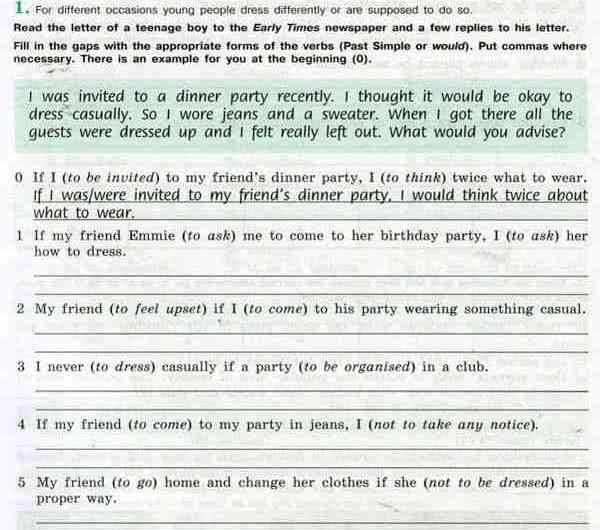 1. For different occasions young people dress differently or are supposed to do so.
Read the letter of a teenage boy to the Early Times newspaper and a few replies to his letter.
Fill in the gaps with the appropriate forms of the verbs (Past Simple or would). Put commas where
necessary. There is an example for you at the beginning (0).
I was invited to a dinner party recently. I thought it would be okay to
dress casually. So I wore jeans and a sweater. When I got there all the
guests were dressed up and I felt really left out. What would you advise?
0 If I (to be invited) to my friend's dinner party, I (to think) twice what to wear.
If I was/were invited to my friend's dinner party, I would think twice about
what to wear.
1 If my friend Emmie (to ask) me to come to her birthday party, I (to ask) her
how to dress.
2 My friend (to feel upset) if I (to come) to his party wearing something casual.
3 I never (to dress) casually if a party (to be organised) in a club.
4 If my friend (to come) to my party in jeans, I (not to take any notice).
5 My friend (to go) home and change her clothes if she (not to be dressed) in a
proper way.